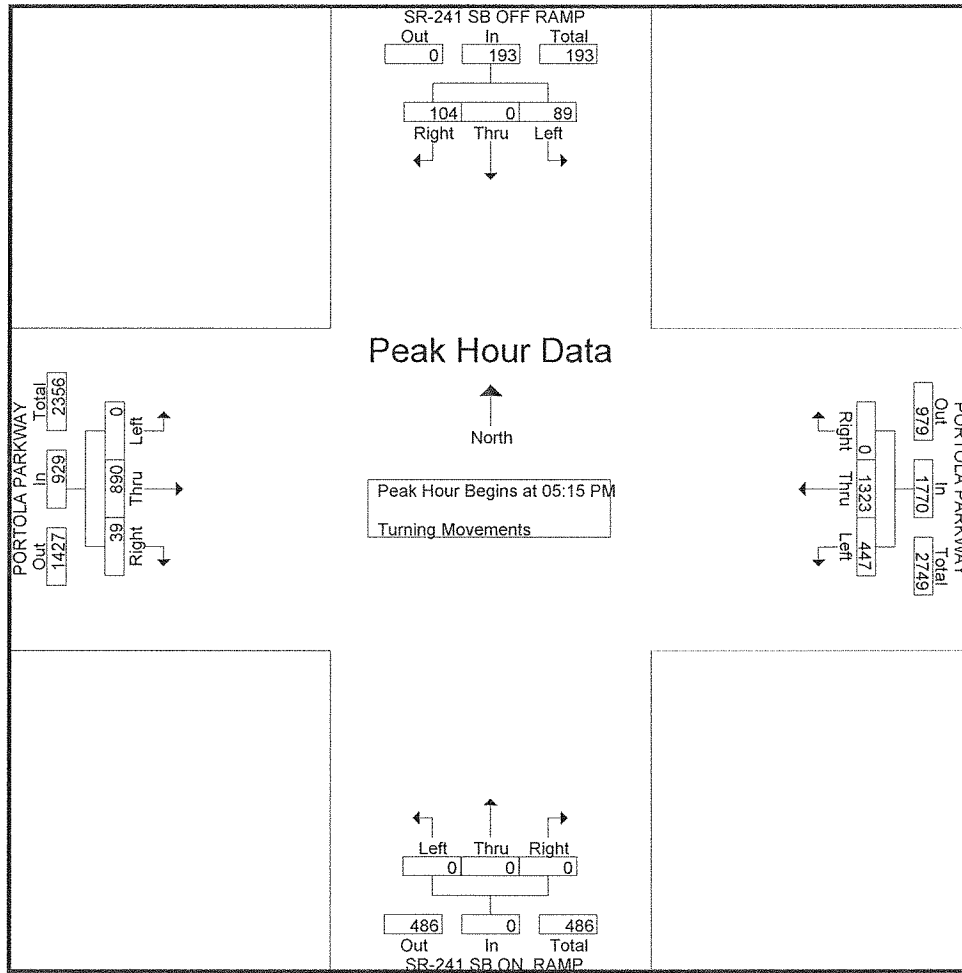 SR-241 SB OFF RAMP
Out In Total
0 193 193
104 0 89
Right Thru Left
Peak Hour Data
North
Peak Hour Begins at 05:15 PM
Turning Movements
PORTOLA PARKWAY
Total In Out
2356 929 1427
0 890 39
Left Thru Right
PORTOLA PARKWAY
Out In Total
979 1770 2749
0 1323 447
Right Thru Left
Left Thru Right
0 0 0
486 0 486
Out In Total
SR-241 SB ON RAMP